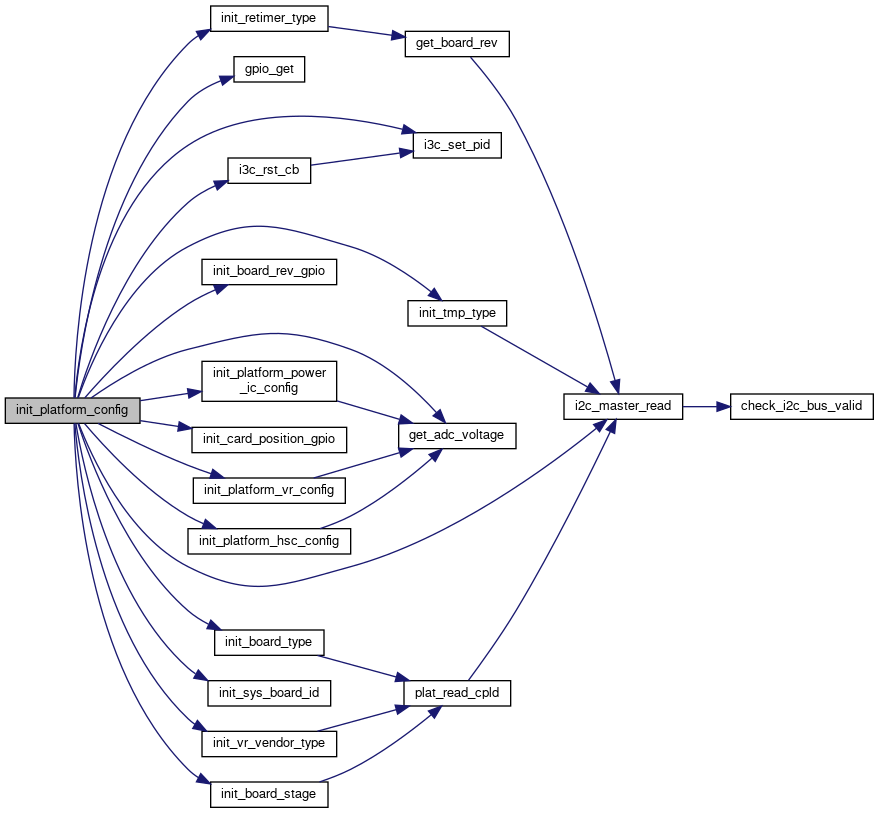 init_retimer_type
get_board_rev
gpio_get
i3c_set_pid
i3c_rst_cb
init_board_rev_gpio
init_tmp_type
init_platform_power
_ic_config
init_platform_config
i2c_master_read
check_i2c_bus_valid
init_card_position_gpio
get_adc_voltage
init_platform_vr_config
init_platform_hsc_config
init_board_type
init_sys_board_id
plat_read_cpld
init_vr_vendor_type
init_board_stage